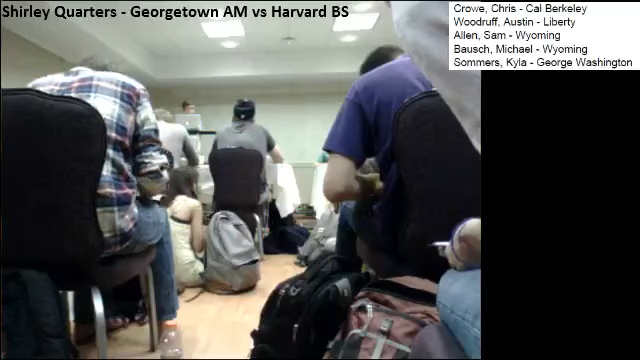 Shirley Quarters - Georgetown AM vs Harvard BS
Crowe, Chris - Cal Berkeley
Woodruff, Austin - Liberty
Allen, Sam - Wyoming
Bausch, Michael - Wyoming
Sommers, Kyla - George Washington